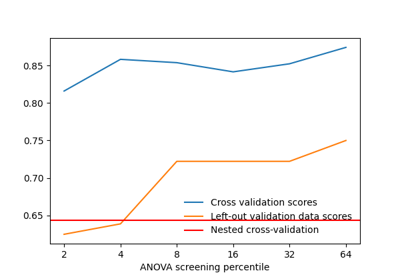 0.85
0.80
0.75
0.70
0.65
Cross validation scores
Left-out validation data scores
Nested cross-validation
2 4 8 16 32 64
ANOVA screening percentile